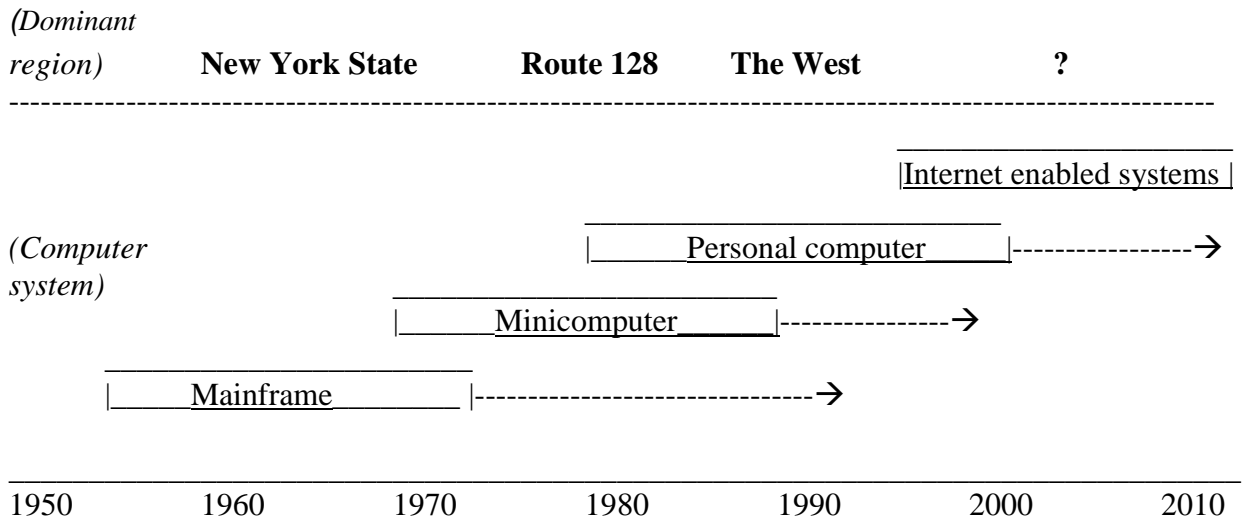 (Dominant
region) New York State Route 128 The West ?
Internet enabled systems
(Computer Personal computer
system)
Minicomputer
Mainframe
1950 1960 1970 1980 1990 2000 2010